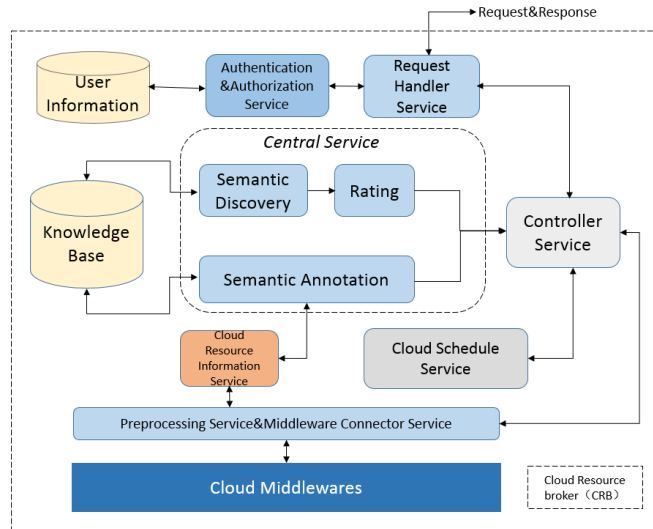 Request&Response
User
Information
Authentication
&Authorization
Service
Request
Handler
Service
Central Service
Semantic
Discovery
Rating
Knowledge
Base
Controller
Service
Semantic Annotation
Cloud
Resource
Information
Service
Cloud Schedule
Service
Preprocessing Service&Middleware Connector Service
Cloud Middlewares
Cloud Resource
broker（CRB）